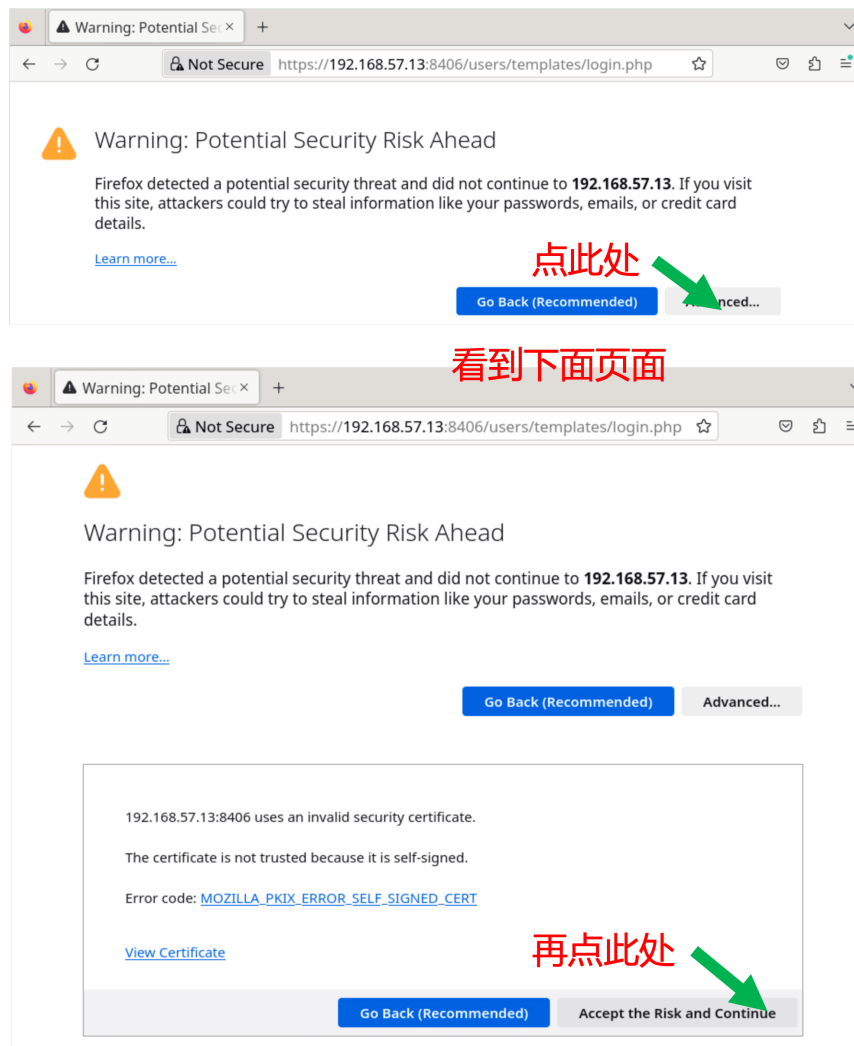 Warning: Potential Sec
Not Secure https://192.168.57.13:8406/users/templates/login.php
Warning: Potential Security Risk Ahead
Firefox detected a potential security threat and did not continue to 192.168.57.13. If you visit
this site, attackers could try to steal information like your passwords, emails, or credit card
details.
Learn more...
点此处
Go Back (Recommended)
看到下面页面
Warning: Potential Sec
Not Secure https://192.168.57.13:8406/users/templates/login.php
Warning: Potential Security Risk Ahead
Firefox detected a potential security threat and did not continue to 192.168.57.13. If you visit
this site, attackers could try to steal information like your passwords, emails, or credit card
details.
Learn more...
Go Back (Recommended) Advanced...
192.168.57.13:8406 uses an invalid security certificate.
The certificate is not trusted because it is self-signed.
Error code: MOZILLA_PKIX_ERROR_SELF_SIGNED_CERT
View Certificate
再点此处
Go Back (Recommended) Accept the Risk and Continue